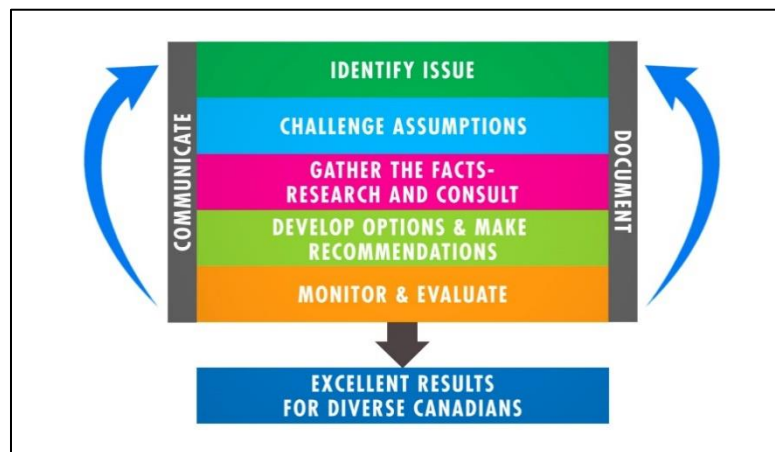 IDENTIFY ISSUE
COMMUNICATE
CHALLENGE ASSUMPTIONS
DOCUMENT
GATHER THE FACTS-
RESEARCH AND CONSULT
DEVELOP OPTIONS & MAKE
RECOMMENDATIONS
MONITOR & EVALUATE
EXCELLENT RESULTS
FOR DIVERSE CANADIANS